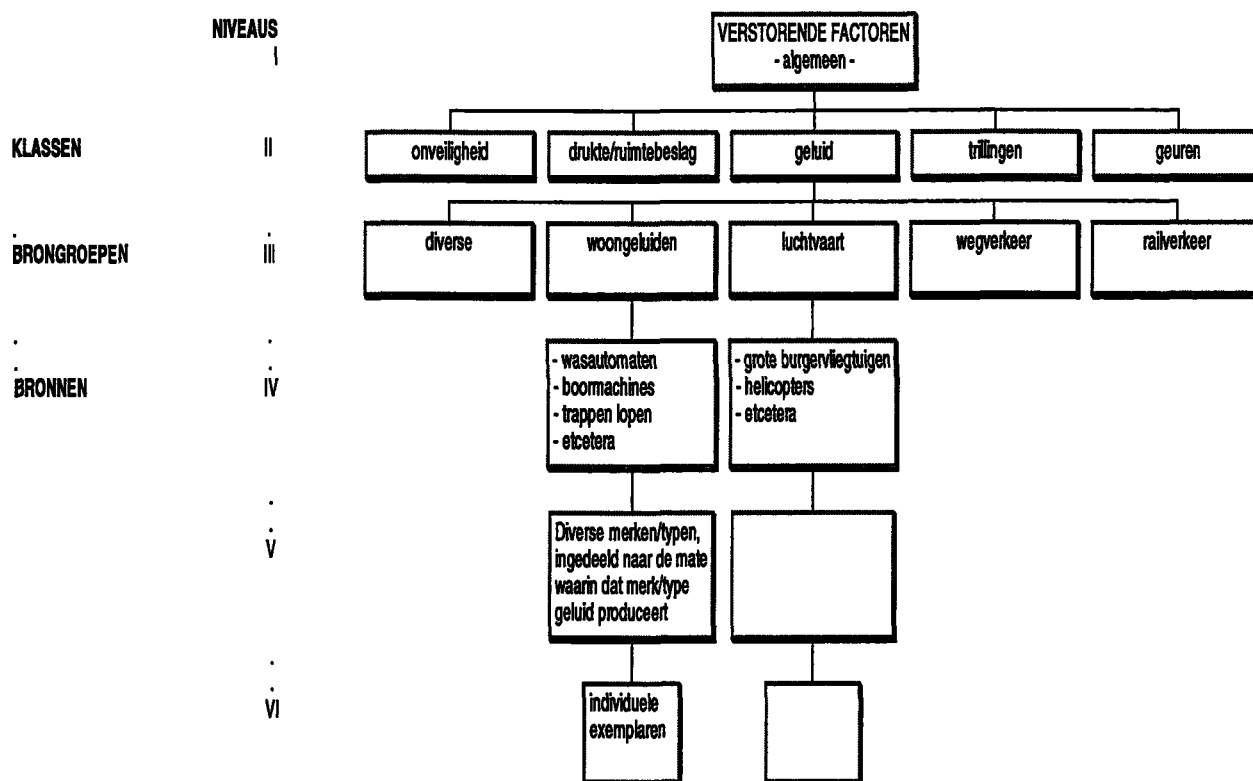 NIVEAUS
I
VERSTORENDE FACTOREN
- algemeen -
KLASSEN
II
onveiligheid
drukte/ruimtebeslag
geluid
trillingen
geuren
BRONGROEPEN
III
diverse
woongeluiden
luchtvaart
wegverkeer
railverkeer
BRONNEN
IV
- wasautomaten
- boormachines
- trappen lopen
- etcetera
- grote burgervliegtuigen
- helicopters
- etcetera
V
Diverse merken/typen,
ingedeeld naar de mate
waarin dat merk/type
geluid produceert
VI
individuele
exemplaren